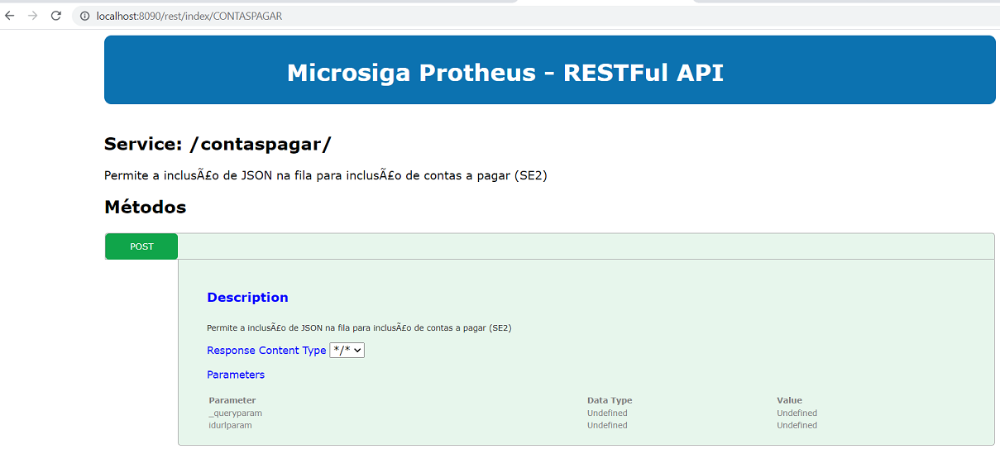 localhost:8090/rest/index/CONTASPAGAR
Microsiga Protheus - RESTFul API
Service: /contaspagar/
Permite a inclusÃ£o de JSON na fila para inclusÃ£o de contas a pagar (SE2)
Métodos
POST
Description
Permite a inclusÃ£o de JSON na fila para inclusÃ£o de contas a pagar (SE2)
Response Content Type */*
Parameters
Parameter Data Type Value
_queryparam Undefined Undefined
idurlparam Undefined Undefined